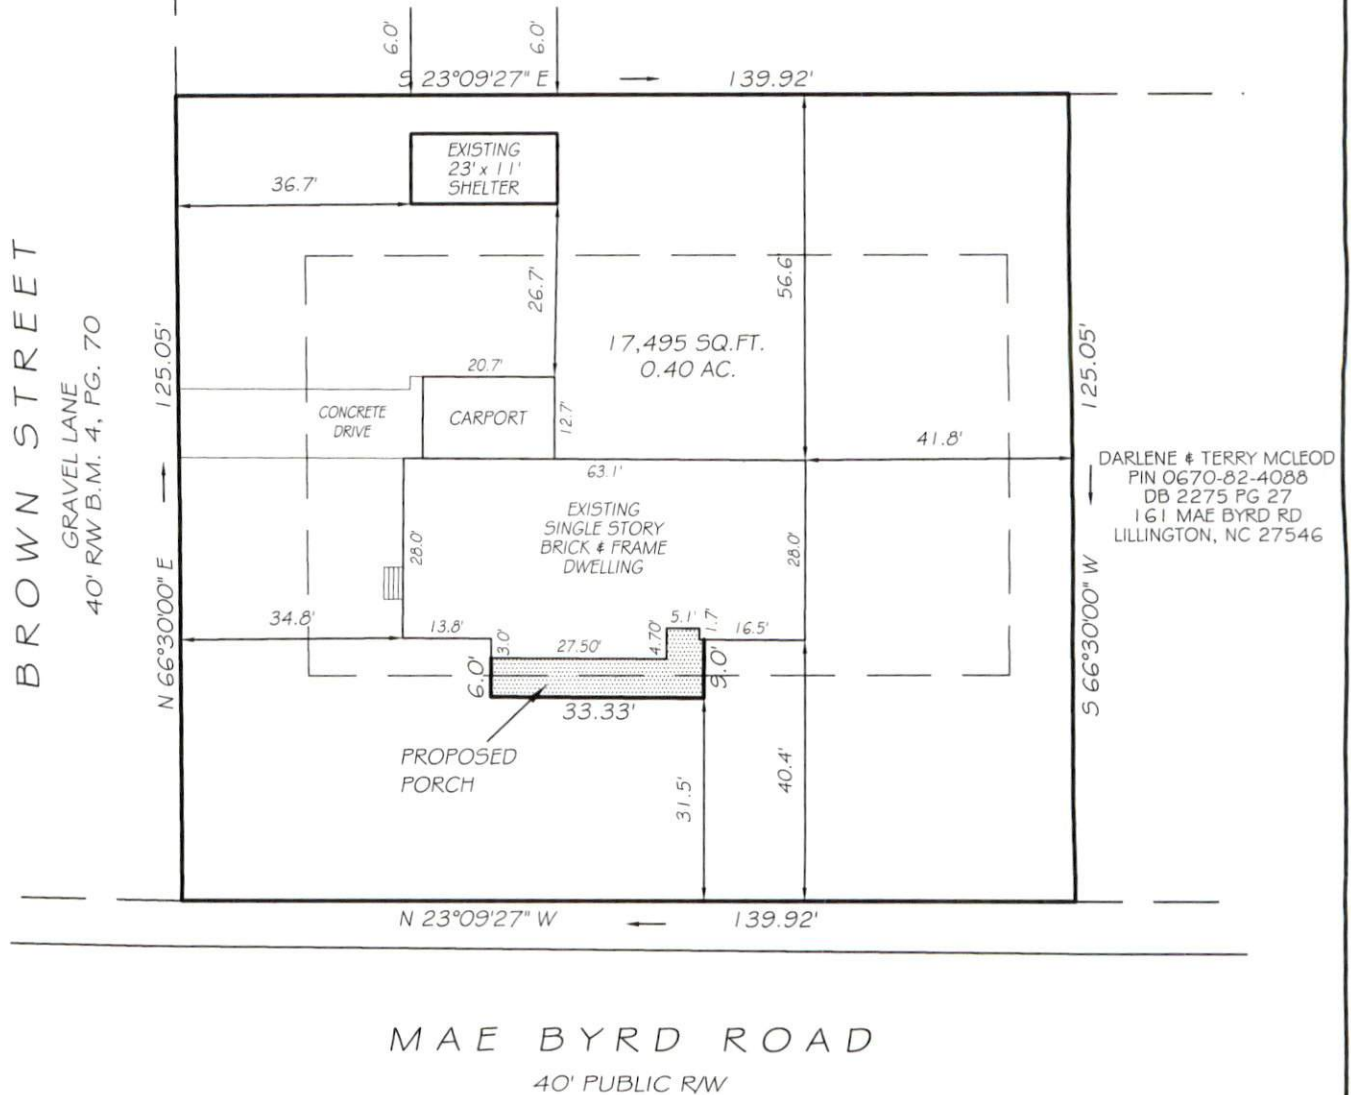 6.0'
6.0'
S 23°09'27" E
139.92'
EXISTING
23' x 11'
SHELTER
36.7'
26.7'
56.6'
17,495 SQ.FT.
0.40 AC.
BROWN STREET
GRAVEL LANE
40' R/W B.M. 4, PG. 70
125.05'
N 66°30'00" E
20.7'
CONCRETE
DRIVE
CARPORT
12.7'
125.05'
S 66°30'00" W
41.8'
DARLENE & TERRY MCLEOD
PIN 0670-82-4088
DB 2275 PG 27
161 MAE BYRD RD
LILLINGTON, NC 27546
63.1'
EXISTING
SINGLE STORY
BRICK & FRAME
DWELLING
28.0'
28.0'
34.8'
13.8'
3.0'
27.50'
4.70'
5.1'
1.7'
16.5'
6.0'
9.0'
33.33'
PROPOSED
PORCH
31.5'
40.4'
N 23°09'27" W
139.92'
MAE BYRD ROAD
40' PUBLIC R/W